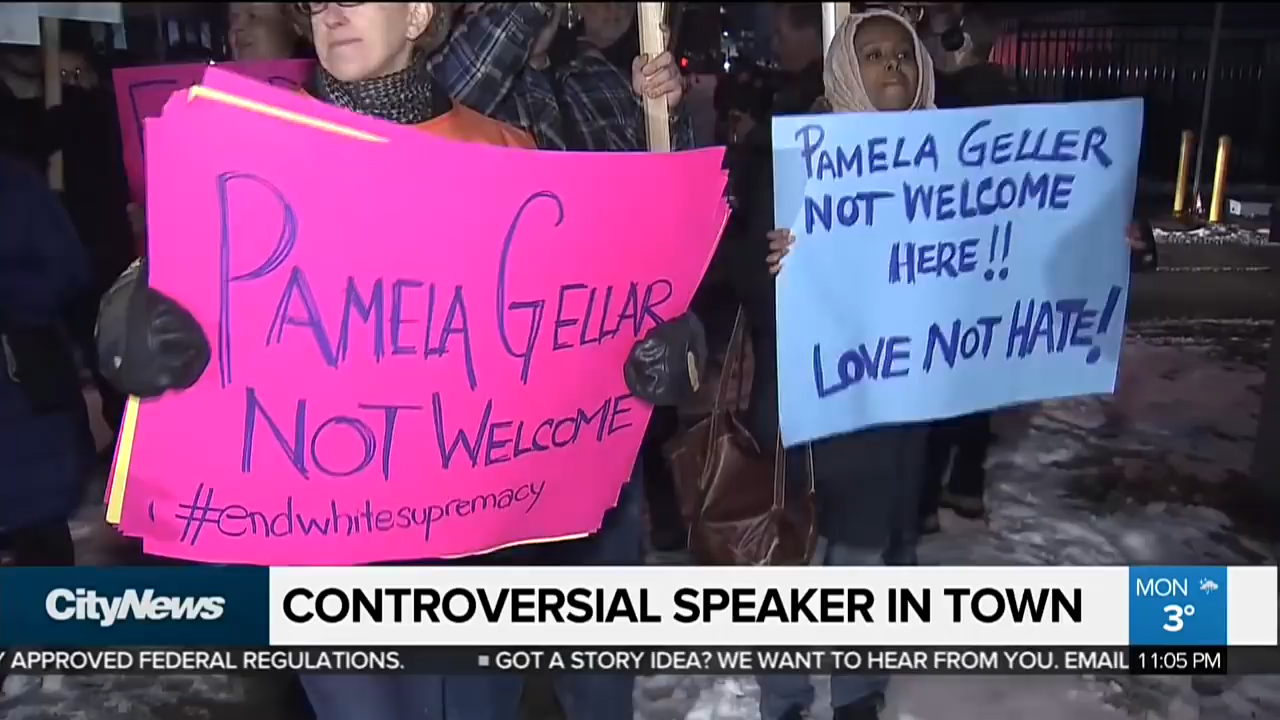 PAMELA GELLAR
NOT WELCOME
#endwhitesupremacy
PAMELA GELLER
NOT WELCOME
HERE!!
LOVE NOT HATE!
CityNews
CONTROVERSIAL SPEAKER IN TOWN
MON
3°
APPROVED FEDERAL REGULATIONS. ▪ GOT A STORY IDEA? WE WANT TO HEAR FROM YOU. EMAIL
11:05 PM